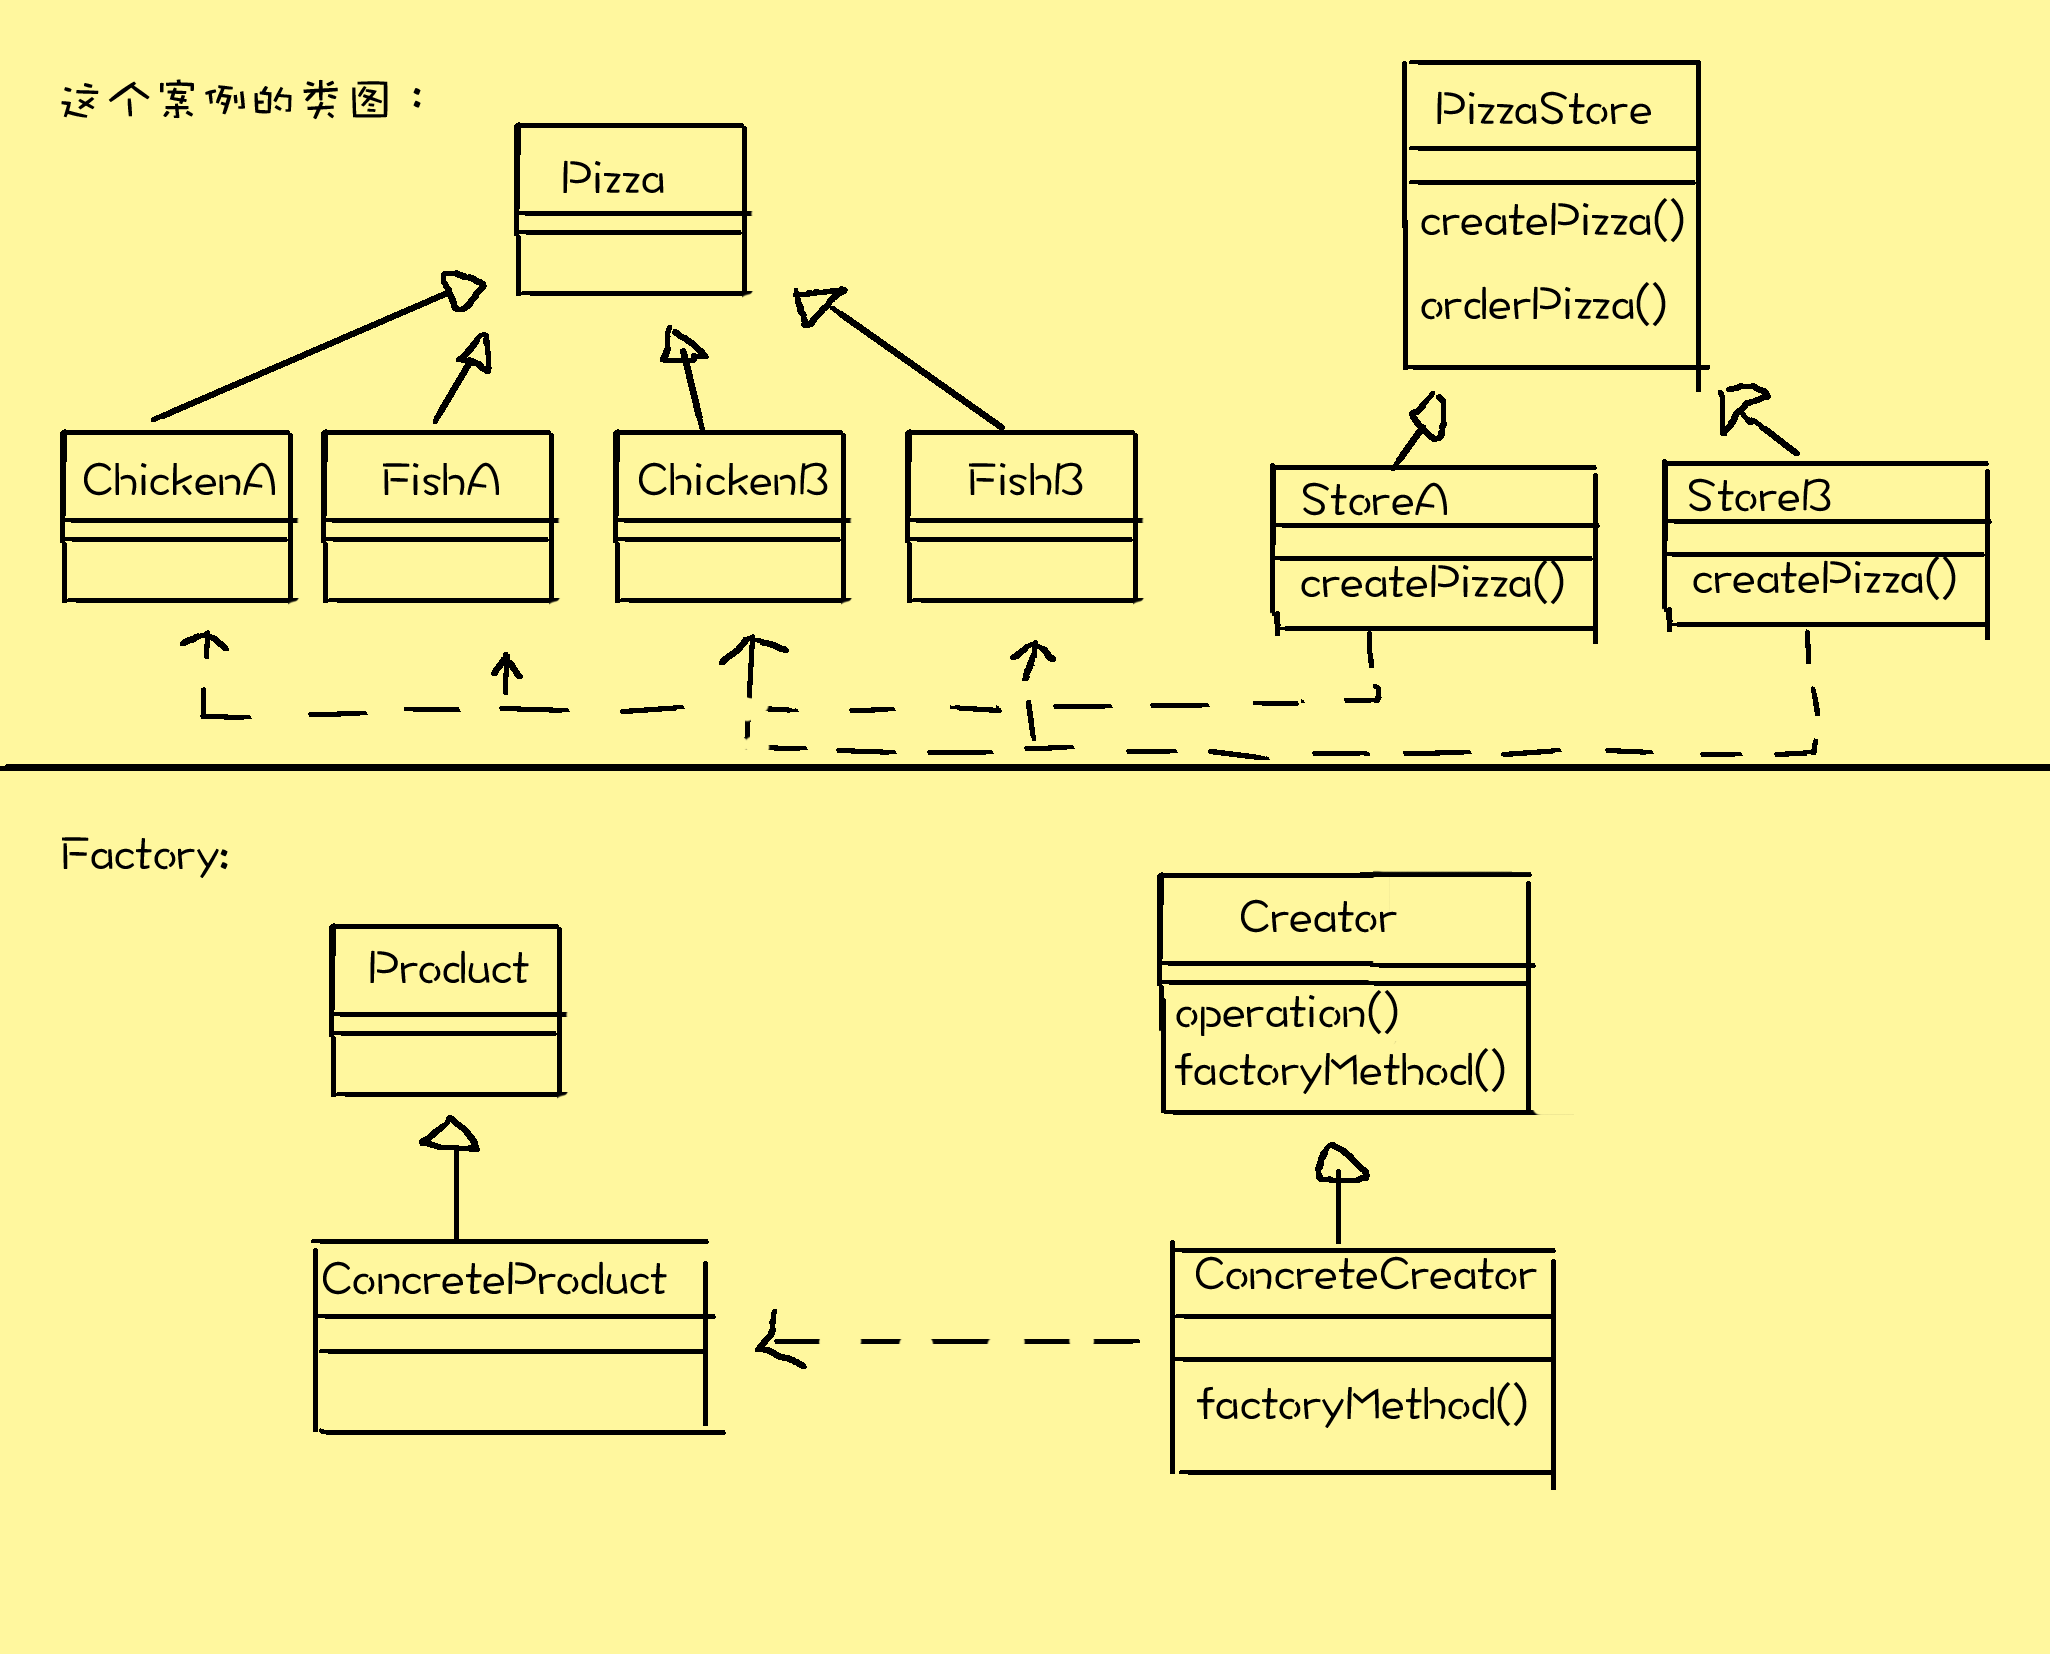 这个案例的类图：
Pizza
PizzaStore
createPizza()
orderPizza()
ChickenA
FishA
ChickenB
FishB
StoreA
createPizza()
StoreB
createPizza()
Factory:
Product
Creator
operation()
factoryMethod()
ConcreteProduct
ConcreteCreator
factoryMethod()